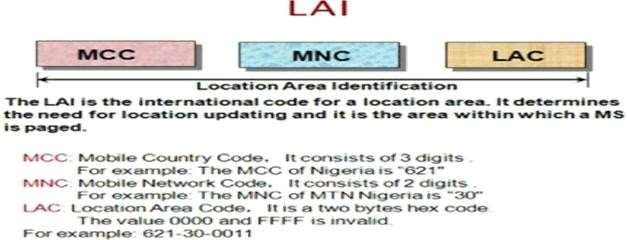 LAI
MCC MNC LAC
Location Area Identification
The LAI is the international code for a location area. It determines
the need for location updating and it is the area within which a MS
is paged.
MCC: Mobile Country Code. It consists of 3 digits .
For example: The MCC of Nigeria is "621"
MNC: Mobile Network Code. It consists of 2 digits .
For example: The MNC of MTN Nigeria is "30"
LAC: Location Area Code. It is a two bytes hex code.
The value 0000 and FFFF is invalid.
For example: 621-30-0011